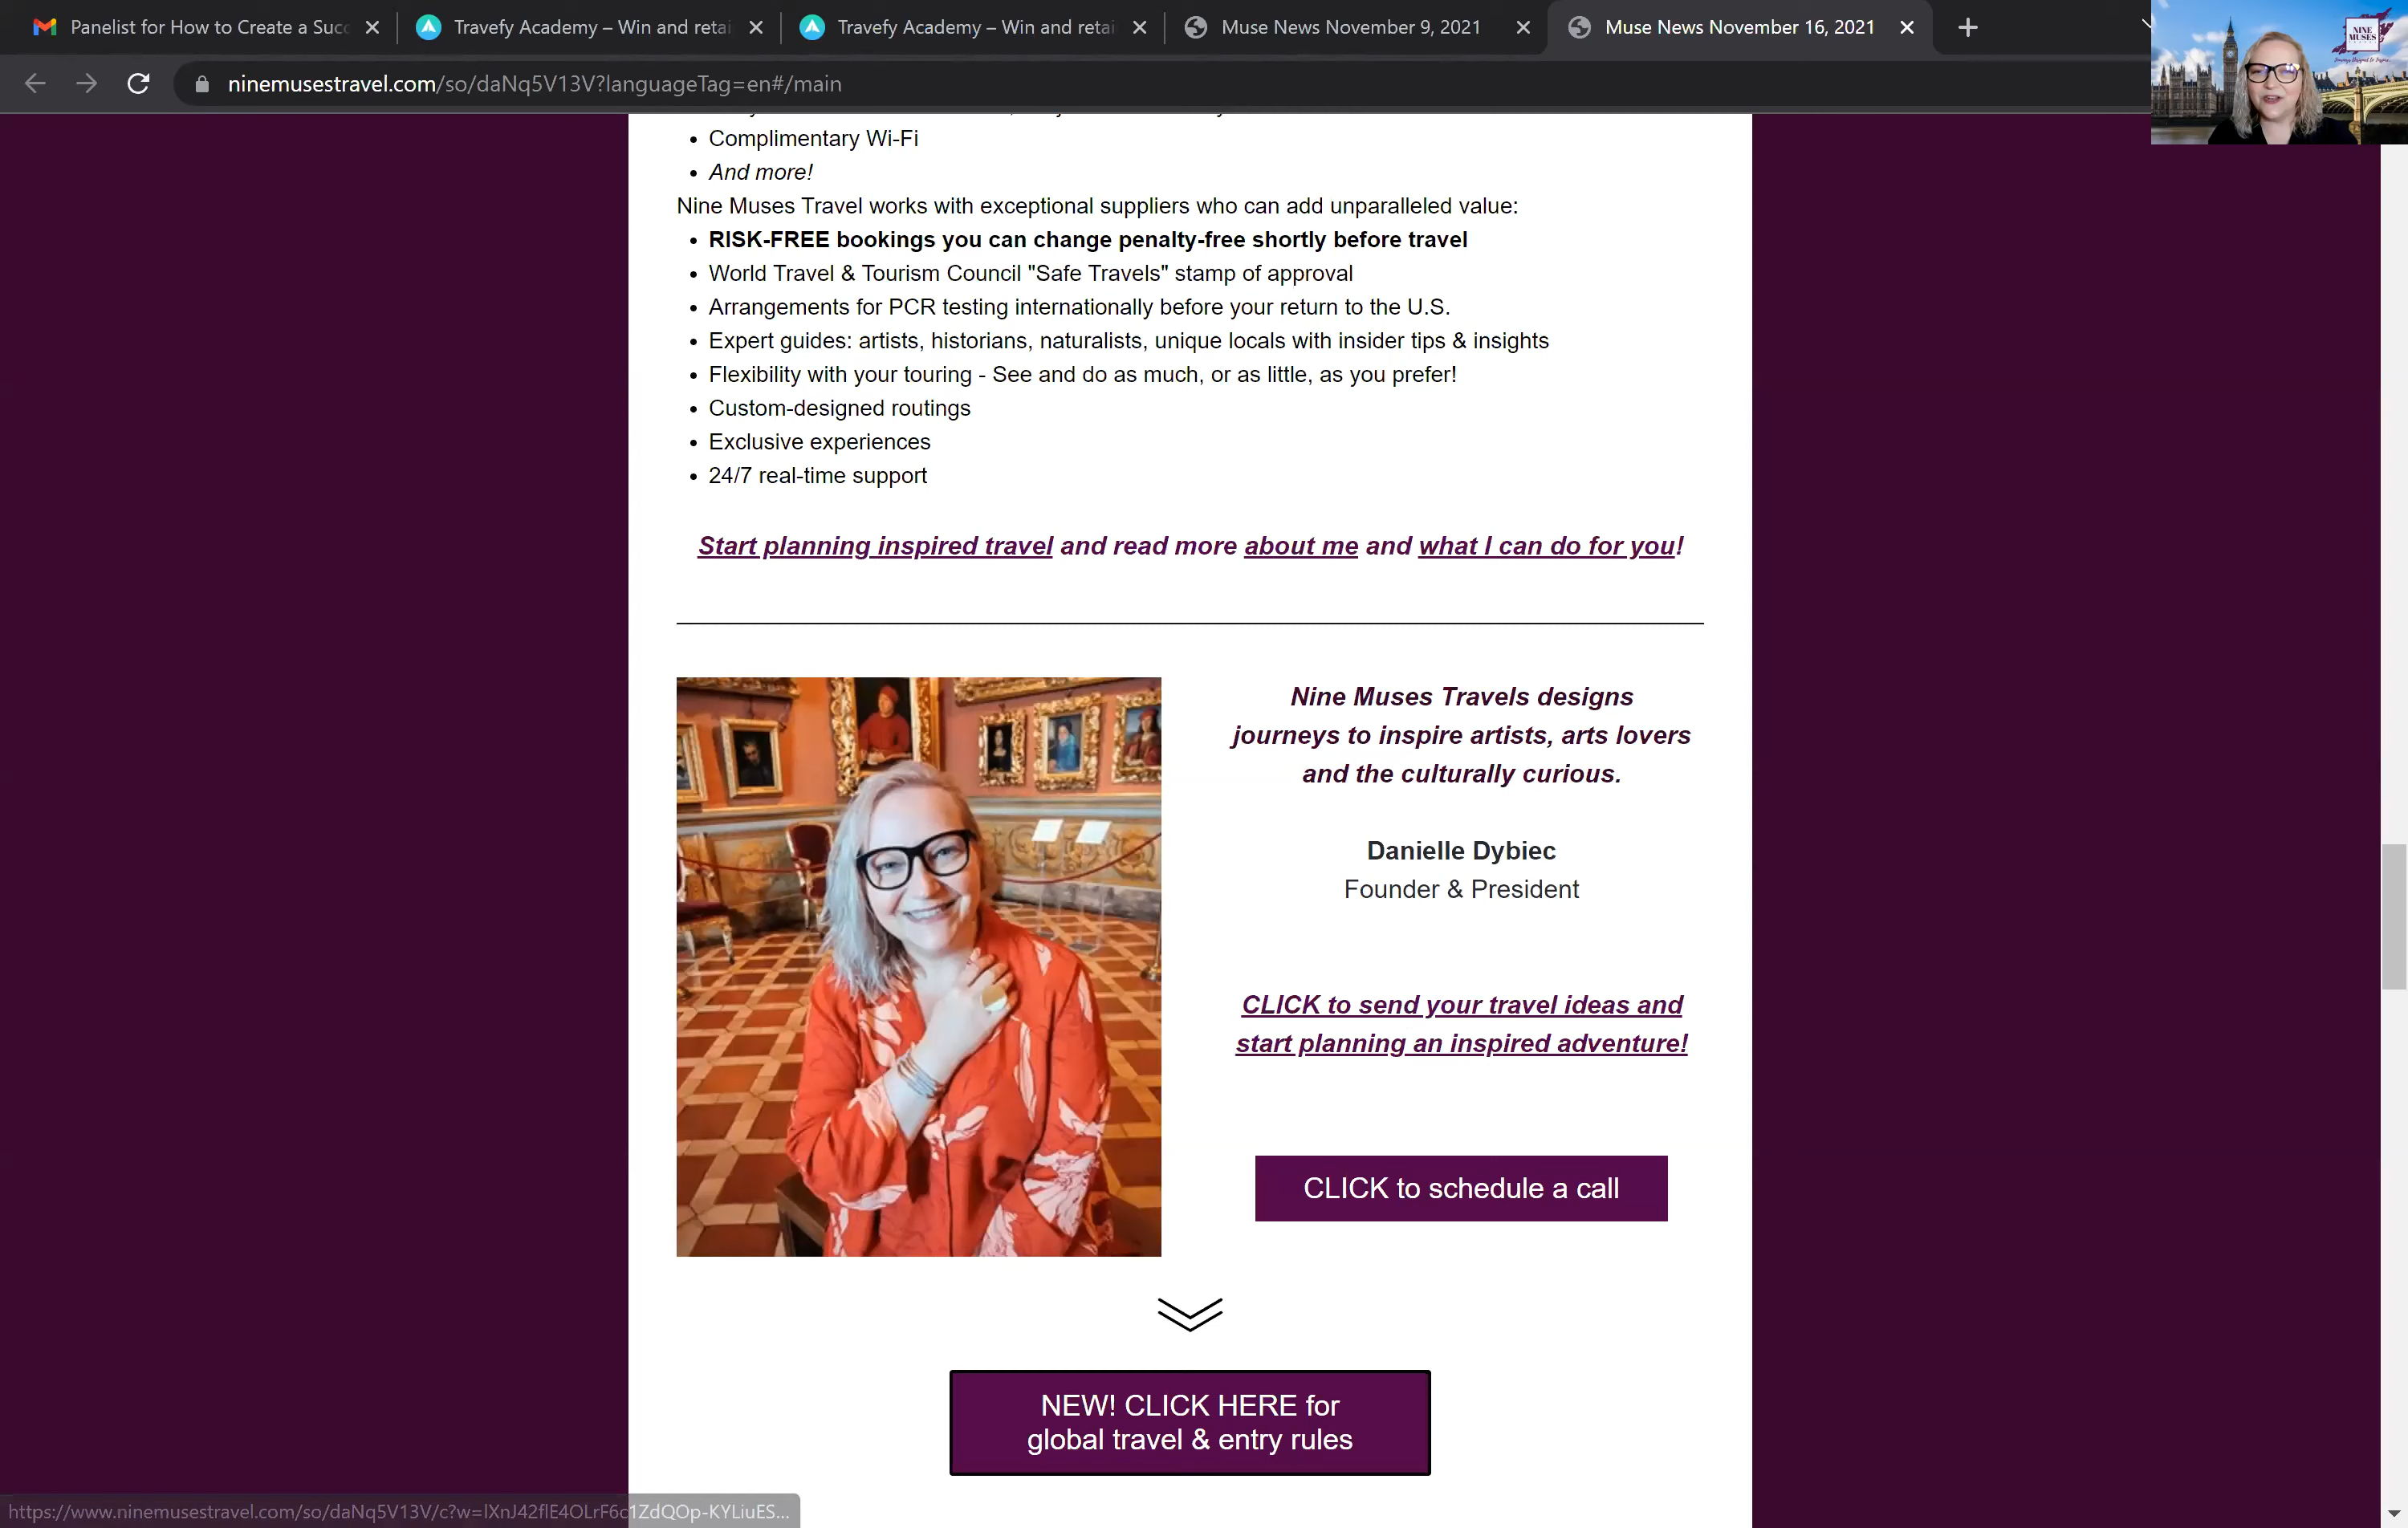 Panelist for How to Create a Succ
Travefy Academy – Win and retai
Travefy Academy – Win and retai
Muse News November 9, 2021
Muse News November 16, 2021
ninemusestravel.com/so/daNq5V13V?languageTag=en#/main
NINE
MUSES
• Complimentary Wi-Fi
• And more!
Nine Muses Travel works with exceptional suppliers who can add unparalleled value:
• RISK-FREE bookings you can change penalty-free shortly before travel
• World Travel & Tourism Council "Safe Travels" stamp of approval
• Arrangements for PCR testing internationally before your return to the U.S.
• Expert guides: artists, historians, naturalists, unique locals with insider tips & insights
• Flexibility with your touring - See and do as much, or as little, as you prefer!
• Custom-designed routings
• Exclusive experiences
• 24/7 real-time support
Start planning inspired travel and read more about me and what I can do for you!
Nine Muses Travels designs
journeys to inspire artists, arts lovers
and the culturally curious.
Danielle Dybiec
Founder & President
CLICK to send your travel ideas and
start planning an inspired adventure!
CLICK to schedule a call
NEW! CLICK HERE for
global travel & entry rules